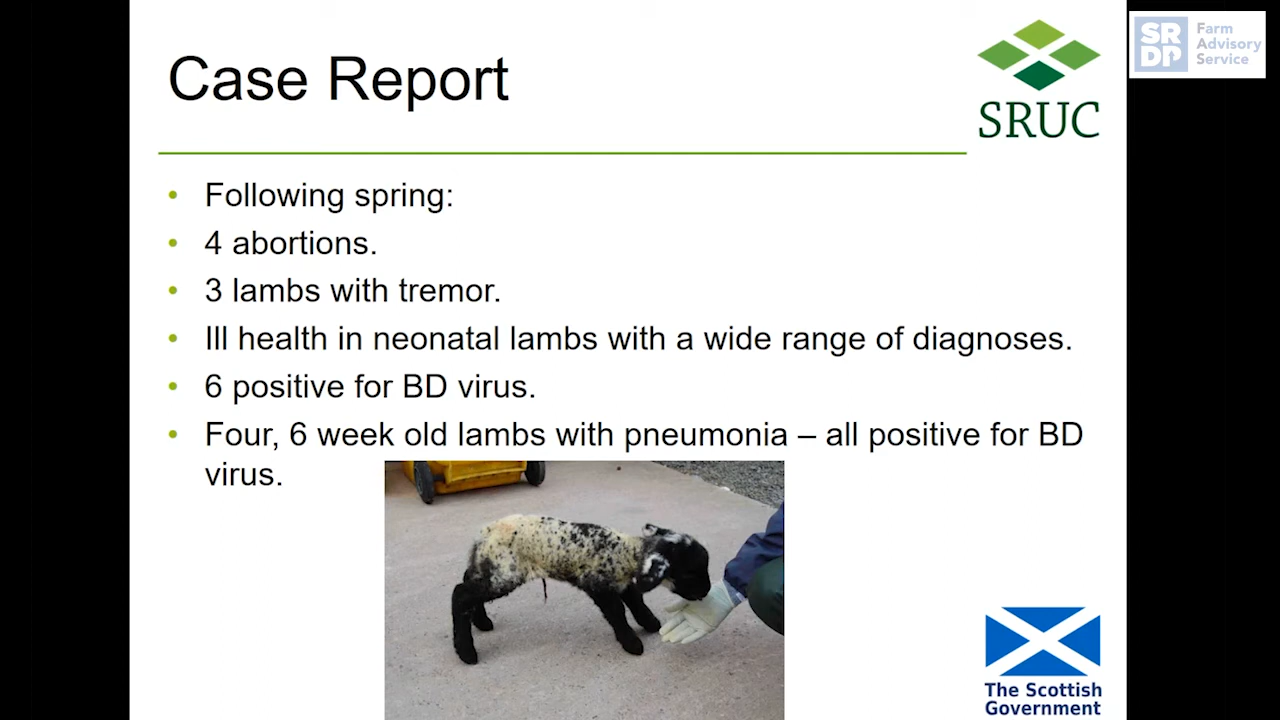 Case Report
SRUC
SR
DP
Farm
Advisory
Service
• Following spring:
• 4 abortions.
• 3 lambs with tremor.
• Ill health in neonatal lambs with a wide range of diagnoses.
• 6 positive for BD virus.
• Four, 6 week old lambs with pneumonia – all positive for BD
virus.
The Scottish
Government